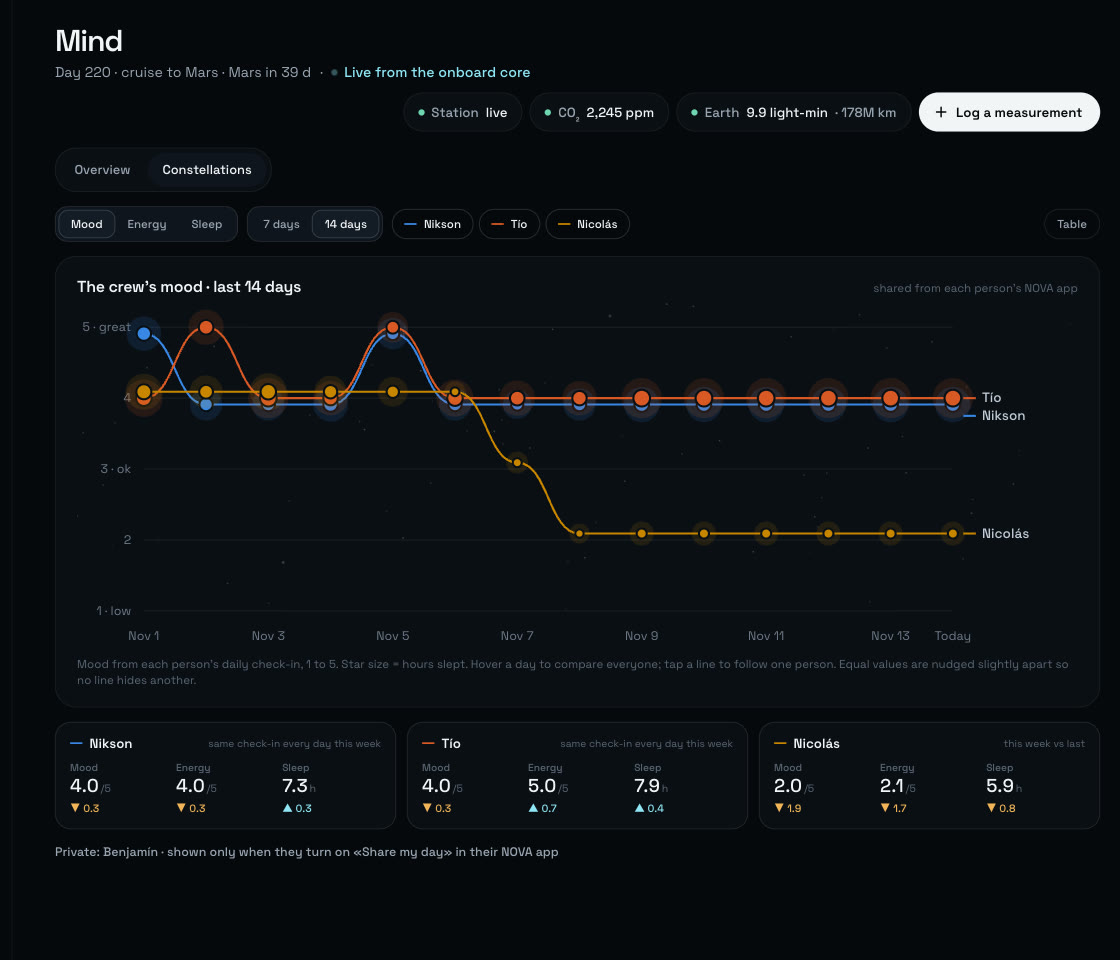 Mind
Day 220 · cruise to Mars · Mars in 39 d · Live from the onboard core
Station live
CO₂ 2,245 ppm
Earth 9.9 light-min · 178M km
+ Log a measurement
Overview
Constellations
Mood
Energy
Sleep
7 days
14 days
Nikson
Tío
Nicolás
Table
The crew's mood · last 14 days
shared from each person's NOVA app
5 · great
4
3 · ok
2
1 · low
Tío
Nikson
Nicolás
Nov 1
Nov 3
Nov 5
Nov 7
Nov 9
Nov 11
Nov 13
Today
Mood from each person's daily check-in, 1 to 5. Star size = hours slept. Hover a day to compare everyone; tap a line to follow one person. Equal values are nudged slightly apart so
no line hides another.
Nikson
same check-in every day this week
Mood
Energy
Sleep
4.0 /5
4.0 /5
7.3 h
▼ 0.3
▼ 0.3
▲ 0.3
Tío
same check-in every day this week
Mood
Energy
Sleep
4.0 /5
5.0 /5
7.9 h
▼ 0.3
▲ 0.7
▲ 0.4
Nicolás
this week vs last
Mood
Energy
Sleep
2.0 /5
2.1 /5
5.9 h
▼ 1.9
▼ 1.7
▼ 0.8
Private: Benjamín · shown only when they turn on «Share my day» in their NOVA app